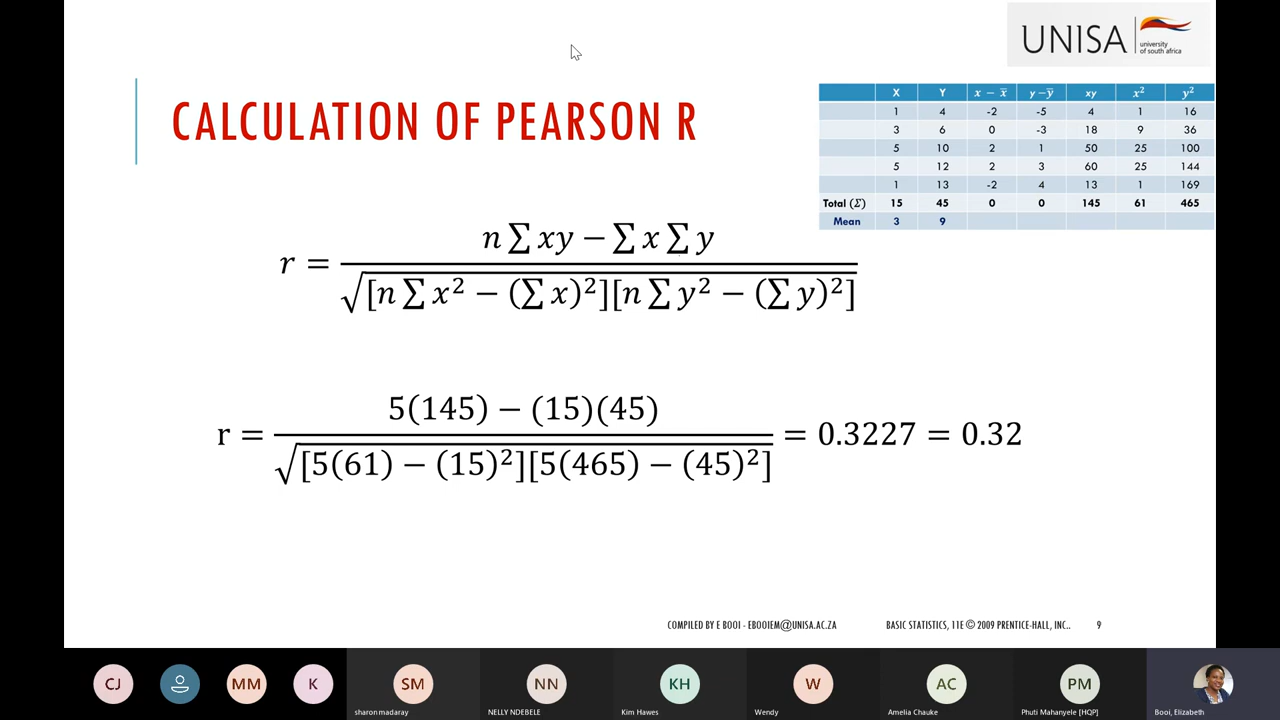 UNISA
university
of south africa
CALCULATION OF PEARSON R
X Y x − x̅ y −y̅ xy x² y²
1 4 -2 -5 4 1 16
3 6 0 -3 18 9 36
5 10 2 1 50 25 100
5 12 2 3 60 25 144
1 13 -2 4 13 1 169
Total (Σ) 15 45 0 0 145 61 465
Mean 3 9
r = n ∑ xy − ∑ x ∑ y / √[n ∑ x² − (∑ x)²][n ∑ y² − (∑ y)²]
r = 5(145) − (15)(45) / √[5(61) − (15)²][5(465) − (45)²] = 0.3227 = 0.32
COMPILED BY E BOOI - EBOOIEM@UNISA.AC.ZA BASIC STATISTICS, 11E © 2009 PRENTICE-HALL, INC.. 9
CJ MM K SM NN KH W AC PM
sharon madaray NELLY NDEBELE Kim Hawes Wendy Amelia Chauke Phuti Mahanyele [HQP] Booi, Elizabeth